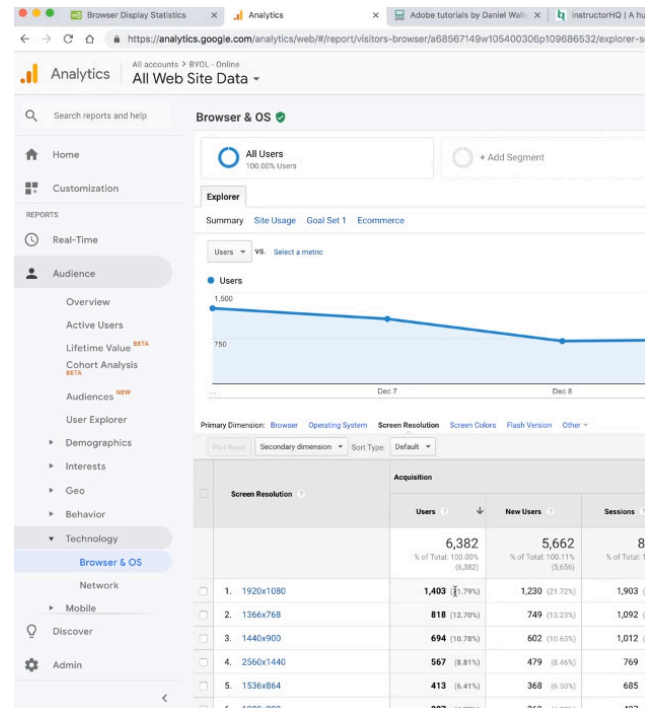 Browser Display Statistics
Analytics
Adobe tutorials by Daniel Walt
InstructorHQ | A hu
https://analytics.google.com/analytics/web/#/report/visitors-browser/a68567149w105400306p109686532/explorer-s
Analytics
All accounts > BYOL - Online
All Web Site Data
Search reports and help
Home
Customization
REPORTS
Real-Time
Audience
Overview
Active Users
Lifetime Value BETA
Cohort Analysis
BETA
Audiences NEW
User Explorer
Demographics
Interests
Geo
Behavior
Technology
Browser & OS
Network
Mobile
Discover
Admin
Browser & OS
All Users
100.00% Users
+ Add Segment
Explorer
Summary Site Usage Goal Set 1 Ecommerce
Users VS. Select a metric
Users
1,500
750
... Dec 7 Dec 8
Primary Dimension: Browser Operating System Screen Resolution Screen Colors Flash Version Other
Plot Rows Secondary dimension Sort Type: Default
Screen Resolution ?
Acquisition
Users ? New Users ? Sessions
6,382 5,662 8
% of Total: 100.00% % of Total: 100.11% % of Total: 1
(6,382) (5,656)
1. 1920x1080 1,403 1,230 (21.72%) 1,903 (
2. 1366x768 818 (12.70%) 749 (13.23%) 1,092 (
3. 1440x900 694 (10.78%) 602 (10.63%) 1,012 (
4. 2560x1440 567 (8.81%) 479 (8.46%) 769
5. 1536x864 413 (6.41%) 368 (6.50%) 685